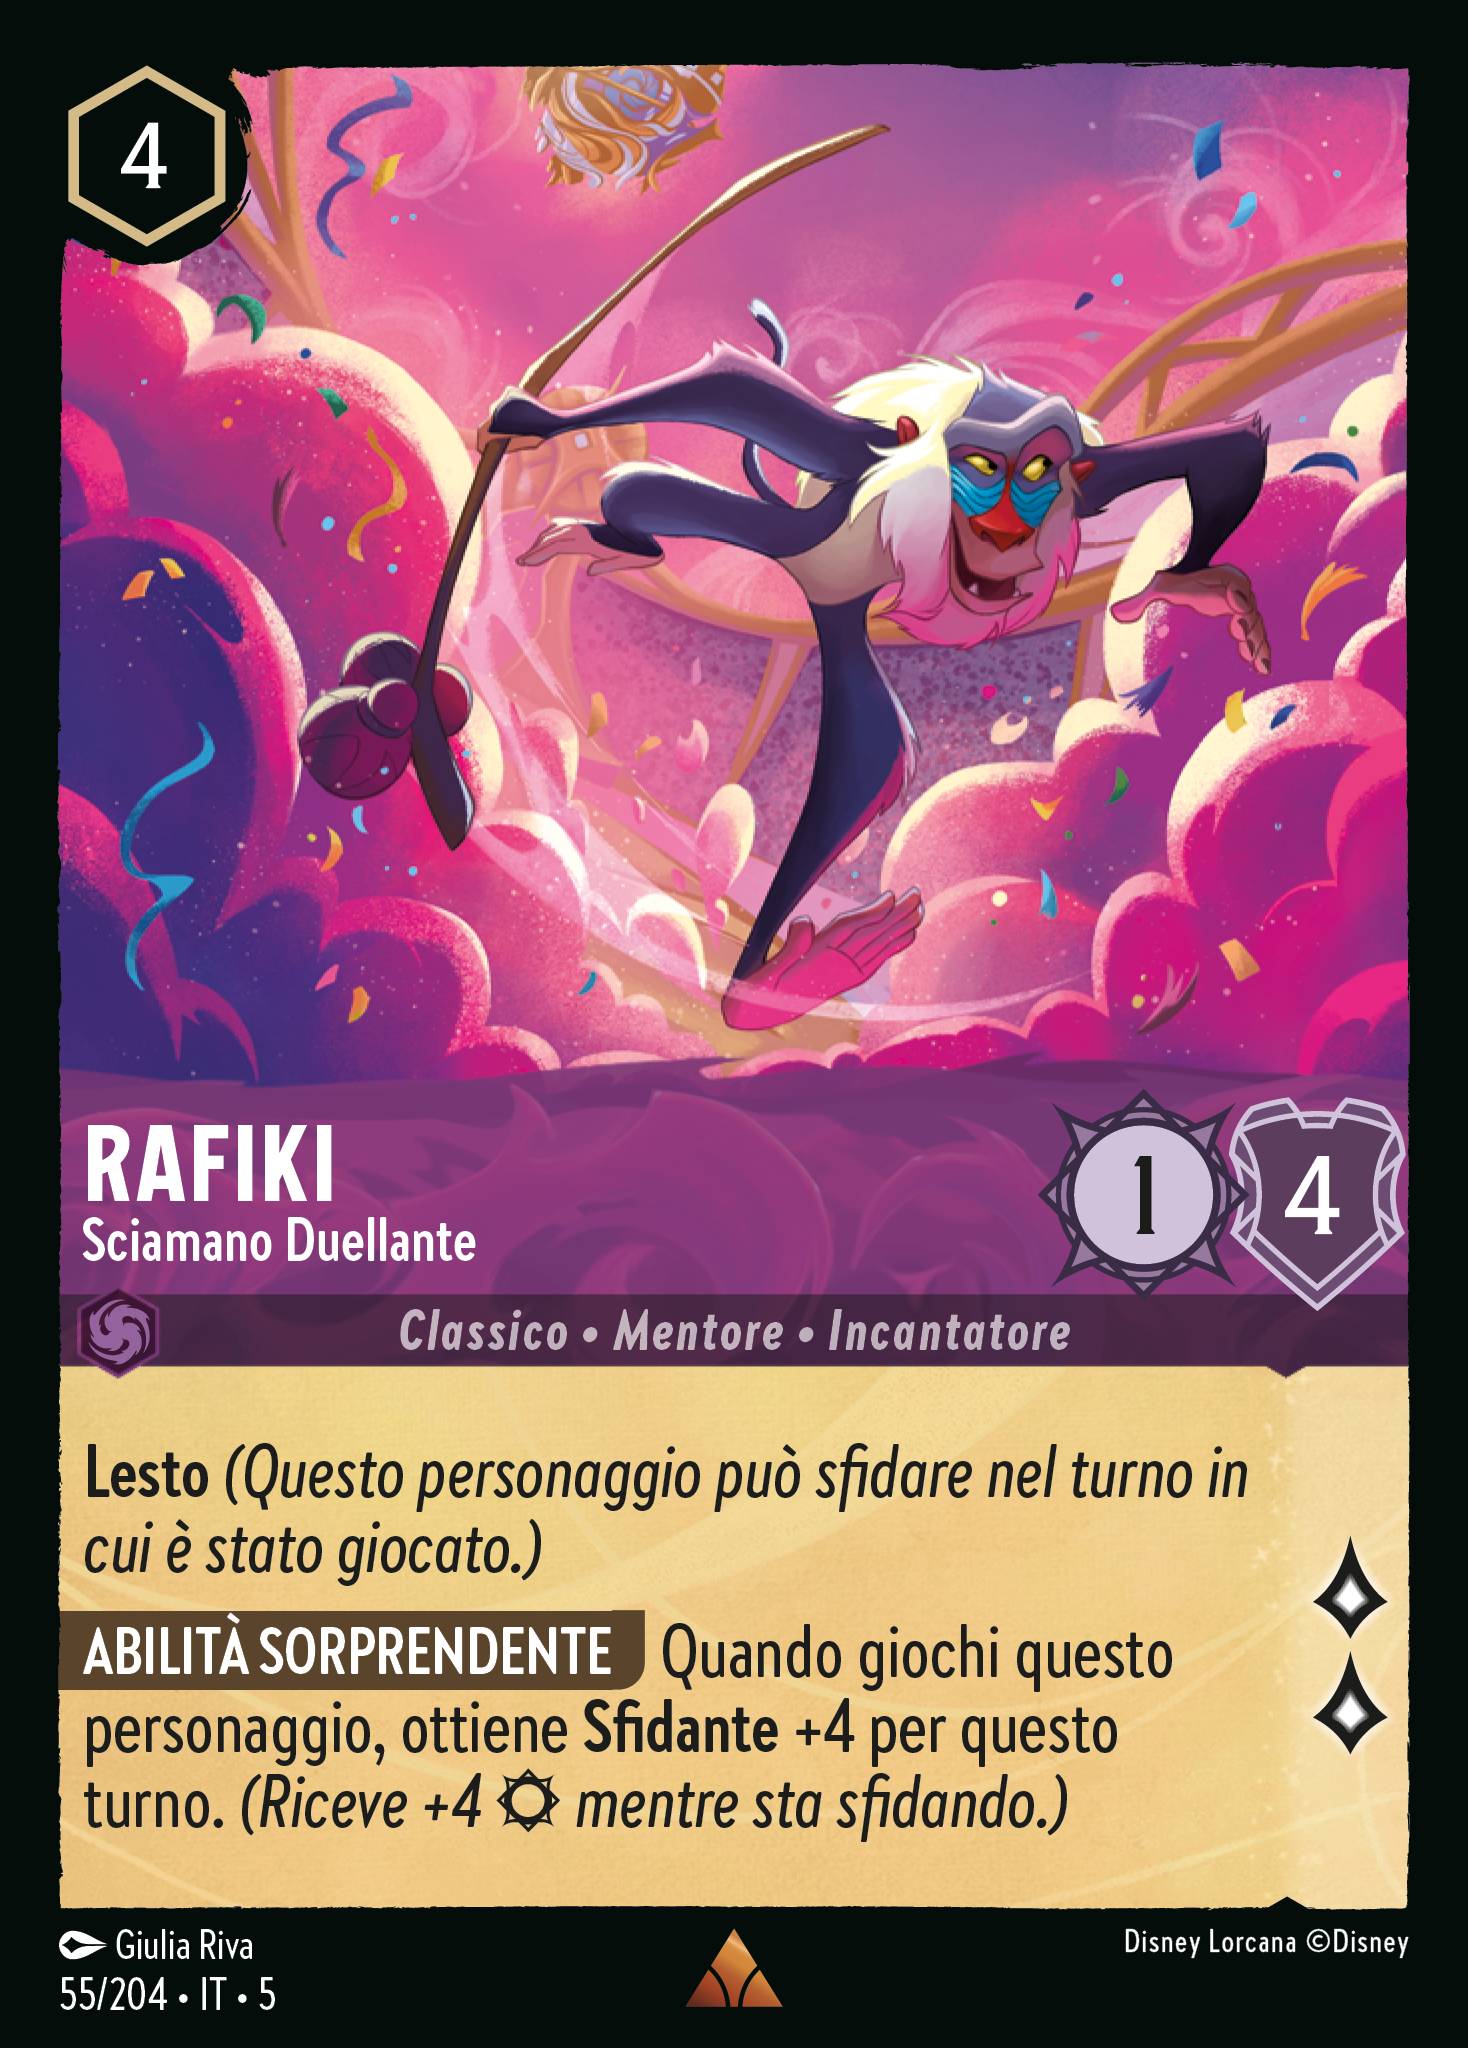 4
RAFIKI
Sciamano Duellante
1 4
Classico • Mentore • Incantatore
Lesto (Questo personaggio può sfidare nel turno in
cui è stato giocato.)
ABILITÀ SORPRENDENTE Quando giochi questo
personaggio, ottiene Sfidante +4 per questo
turno. (Riceve +4 mentre sta sfidando.)
Giulia Riva
Disney Lorcana ©Disney
55/204 • IT • 5